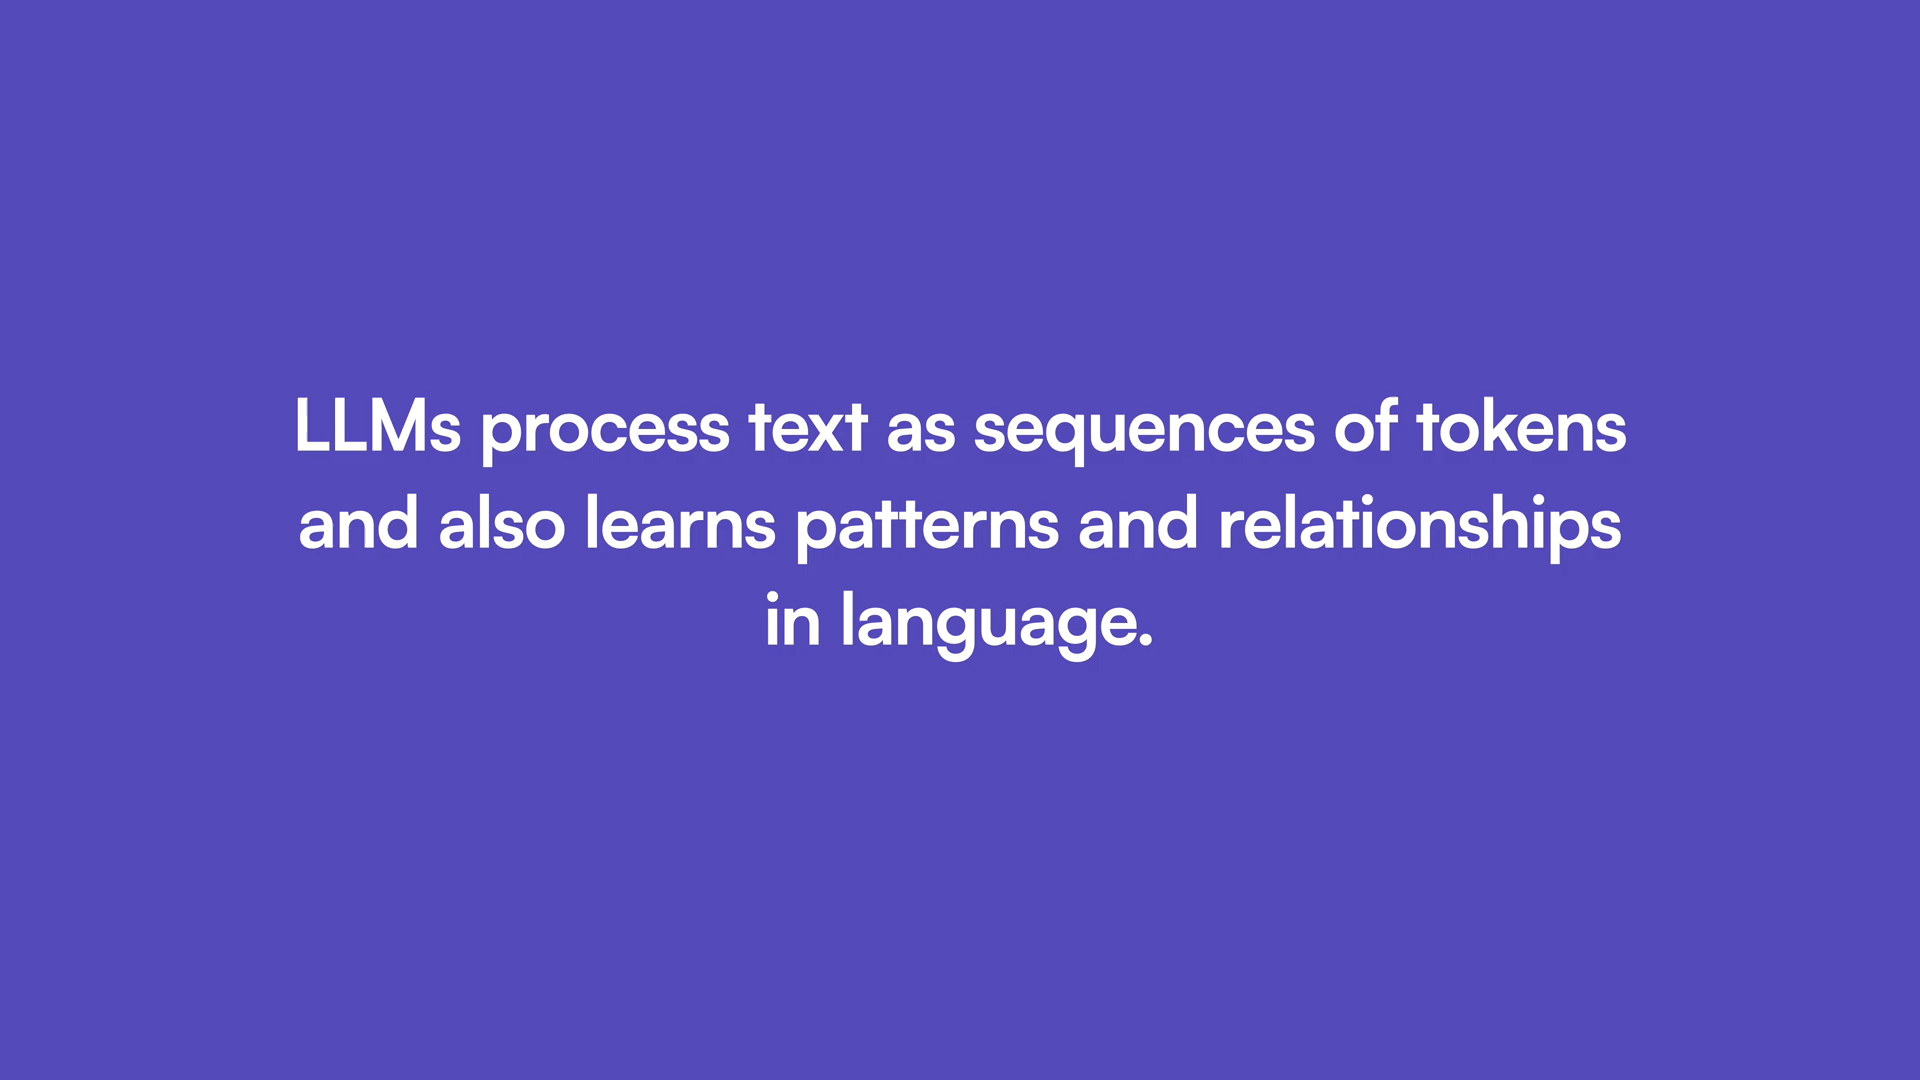 LLMs process text as sequences of tokens
and also learns patterns and relationships
in language.